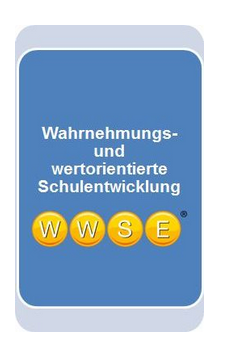 Wahrnehmungs-
und
wertorientierte
Schulentwicklung
W W S E ®